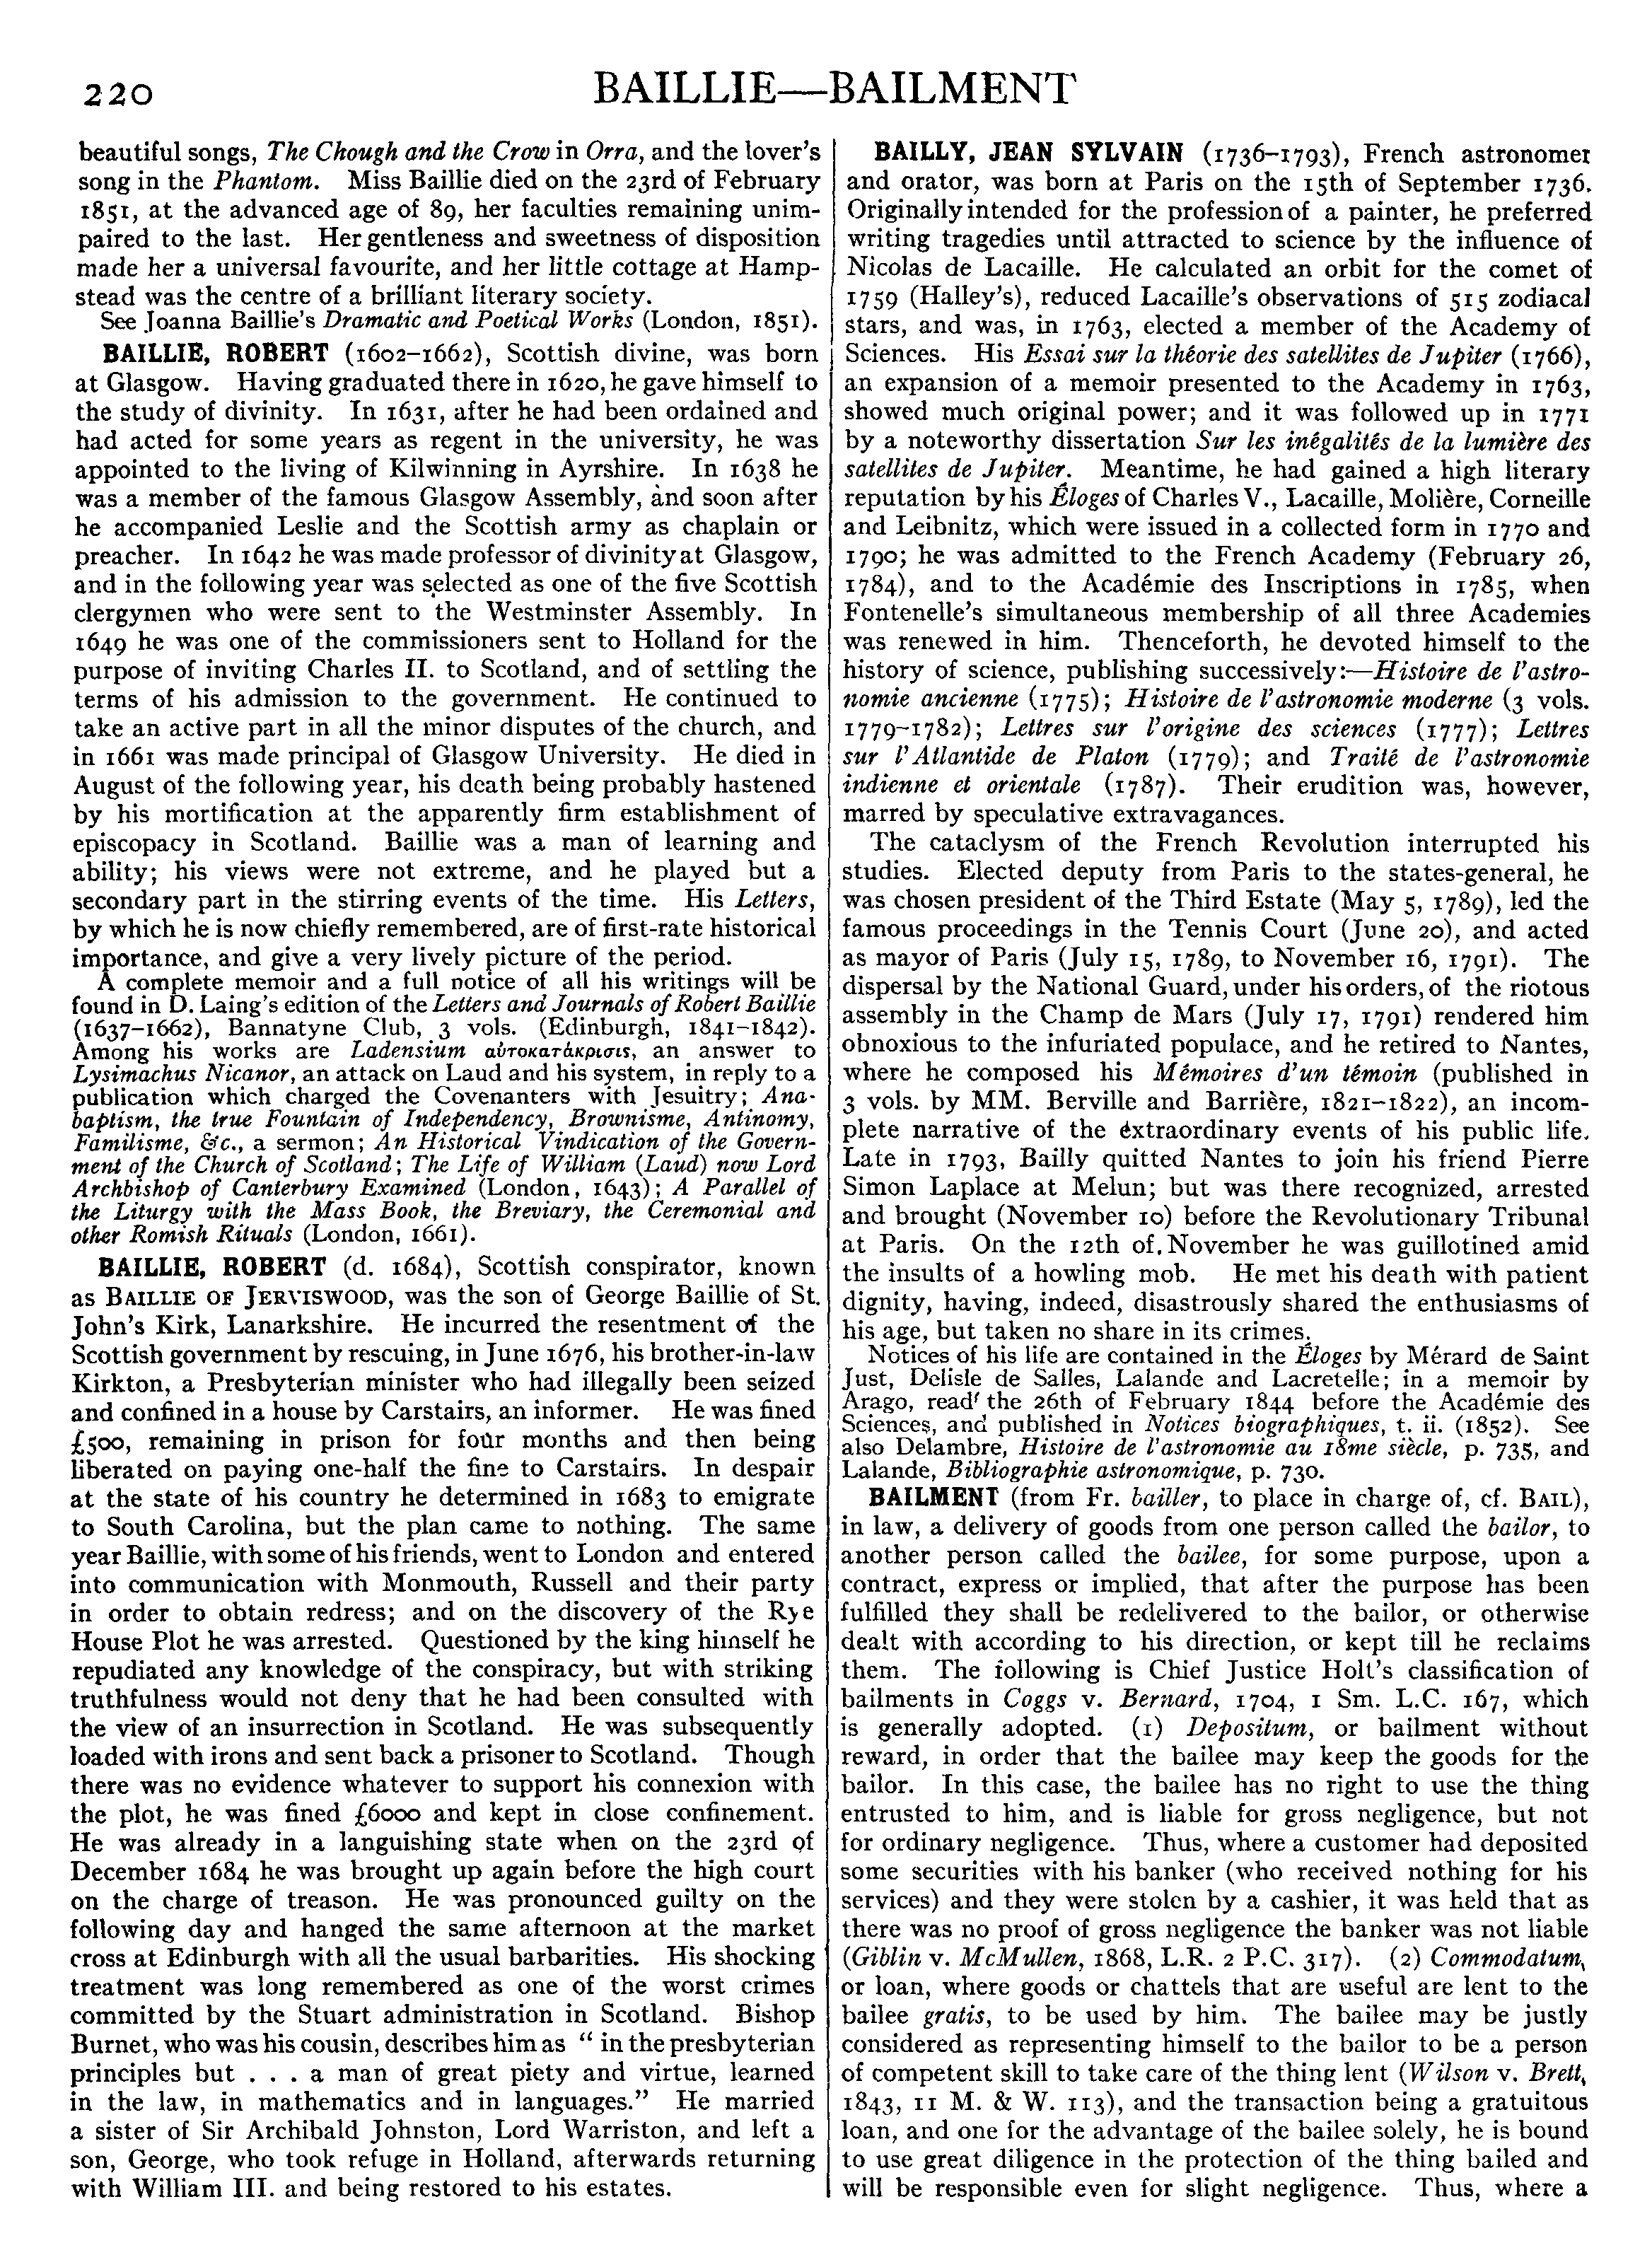 220
BAILLIE—BAILMENT
beautiful songs, The Chough and the Crow in Orra, and the lover's
song in the Phantom. Miss Baillie died on the 23rd of February
1851, at the advanced age of 89, her faculties remaining unim-
paired to the last. Her gentleness and sweetness of disposition
made her a universal favourite, and her little cottage at Hamp-
stead was the centre of a brilliant literary society.
See Joanna Baillie's Dramatic and Poetical Works (London, 1851).
BAILLIE, ROBERT (1602–1662), Scottish divine, was born
at Glasgow. Having graduated there in 1620, he gave himself to
the study of divinity. In 1631, after he had been ordained and
had acted for some years as regent in the university, he was
appointed to the living of Kilwinning in Ayrshire. In 1638 he
was a member of the famous Glasgow Assembly, and soon after
he accompanied Leslie and the Scottish army as chaplain or
preacher. In 1642 he was made professor of divinity at Glasgow,
and in the following year was selected as one of the five Scottish
clergymen who were sent to the Westminster Assembly. In
1649 he was one of the commissioners sent to Holland for the
purpose of inviting Charles II. to Scotland, and of settling the
terms of his admission to the government. He continued to
take an active part in all the minor disputes of the church, and
in 1661 was made principal of Glasgow University. He died in
August of the following year, his death being probably hastened
by his mortification at the apparently firm establishment of
episcopacy in Scotland. Baillie was a man of learning and
ability; his views were not extreme, and he played but a
secondary part in the stirring events of the time. His Letters,
by which he is now chiefly remembered, are of first-rate historical
importance, and give a very lively picture of the period.
A complete memoir and a full notice of all his writings will be
found in D. Laing's edition of the Letters and Journals of Robert Baillie
(1637–1662), Bannatyne Club, 3 vols. (Edinburgh, 1841–1842).
Among his works are Ladensium αὐτοκατάκρισις, an answer to
Lysimachus Nicanor, an attack on Laud and his system, in reply to a
publication which charged the Covenanters with Jesuitry; Ana-
baptism, the true Fountain of Independency, Brownisme, Antinomy,
Familisme, &c., a sermon; An Historical Vindication of the Govern-
ment of the Church of Scotland; The Life of William (Laud) now Lord
Archbishop of Canterbury Examined (London, 1643); A Parallel of
the Liturgy with the Mass Book, the Breviary, the Ceremonial and
other Romish Rituals (London, 1661).
BAILLIE, ROBERT (d. 1684), Scottish conspirator, known
as BAILLIE OF JERVISWOOD, was the son of George Baillie of St.
John's Kirk, Lanarkshire. He incurred the resentment of the
Scottish government by rescuing, in June 1676, his brother-in-law
Kirkton, a Presbyterian minister who had illegally been seized
and confined in a house by Carstairs, an informer. He was fined
£500, remaining in prison for four months and then being
liberated on paying one-half the fine to Carstairs. In despair
at the state of his country he determined in 1683 to emigrate
to South Carolina, but the plan came to nothing. The same
year Baillie, with some of his friends, went to London and entered
into communication with Monmouth, Russell and their party
in order to obtain redress; and on the discovery of the Rye
House Plot he was arrested. Questioned by the king himself he
repudiated any knowledge of the conspiracy, but with striking
truthfulness would not deny that he had been consulted with
the view of an insurrection in Scotland. He was subsequently
loaded with irons and sent back a prisoner to Scotland. Though
there was no evidence whatever to support his connexion with
the plot, he was fined £6000 and kept in close confinement.
He was already in a languishing state when on the 23rd of
December 1684 he was brought up again before the high court
on the charge of treason. He was pronounced guilty on the
following day and hanged the same afternoon at the market
cross at Edinburgh with all the usual barbarities. His shocking
treatment was long remembered as one of the worst crimes
committed by the Stuart administration in Scotland. Bishop
Burnet, who was his cousin, describes him as “ in the presbyterian
principles but . . . a man of great piety and virtue, learned
in the law, in mathematics and in languages.” He married
a sister of Sir Archibald Johnston, Lord Warriston, and left a
son, George, who took refuge in Holland, afterwards returning
with William III. and being restored to his estates.
BAILLY, JEAN SYLVAIN (1736–1793), French astronomer
and orator, was born at Paris on the 15th of September 1736.
Originally intended for the profession of a painter, he preferred
writing tragedies until attracted to science by the influence of
Nicolas de Lacaille. He calculated an orbit for the comet of
1759 (Halley's), reduced Lacaille's observations of 515 zodiacal
stars, and was, in 1763, elected a member of the Academy of
Sciences. His Essai sur la théorie des satellites de Jupiter (1766),
an expansion of a memoir presented to the Academy in 1763,
showed much original power; and it was followed up in 1771
by a noteworthy dissertation Sur les inégalités de la lumière des
satellites de Jupiter. Meantime, he had gained a high literary
reputation by his Éloges of Charles V., Lacaille, Molière, Corneille
and Leibnitz, which were issued in a collected form in 1770 and
1790; he was admitted to the French Academy (February 26,
1784), and to the Académie des Inscriptions in 1785, when
Fontenelle's simultaneous membership of all three Academies
was renewed in him. Thenceforth, he devoted himself to the
history of science, publishing successively:—Histoire de l'astro-
nomie ancienne (1775); Histoire de l'astronomie moderne (3 vols.
1779–1782); Lettres sur l'origine des sciences (1777); Lettres
sur l'Atlantide de Platon (1779); and Traité de l'astronomie
indienne et orientale (1787). Their erudition was, however,
marred by speculative extravagances.
The cataclysm of the French Revolution interrupted his
studies. Elected deputy from Paris to the states-general, he
was chosen president of the Third Estate (May 5, 1789), led the
famous proceedings in the Tennis Court (June 20), and acted
as mayor of Paris (July 15, 1789, to November 16, 1791). The
dispersal by the National Guard, under his orders, of the riotous
assembly in the Champ de Mars (July 17, 1791) rendered him
obnoxious to the infuriated populace, and he retired to Nantes,
where he composed his Mémoires d'un témoin (published in
3 vols. by MM. Berville and Barrière, 1821–1822), an incom-
plete narrative of the extraordinary events of his public life.
Late in 1793, Bailly quitted Nantes to join his friend Pierre
Simon Laplace at Melun; but was there recognized, arrested
and brought (November 10) before the Revolutionary Tribunal
at Paris. On the 12th of November he was guillotined amid
the insults of a howling mob. He met his death with patient
dignity, having, indeed, disastrously shared the enthusiasms of
his age, but taken no share in its crimes.
Notices of his life are contained in the Éloges by Mérard de Saint
Just, Delisle de Salles, Lalande and Lacretelle; in a memoir by
Arago, read the 26th of February 1844 before the Académie des
Sciences, and published in Notices biographiques, t. ii. (1852). See
also Delambre, Histoire de l'astronomie au 18me siècle, p. 735, and
Lalande, Bibliographie astronomique, p. 730.
BAILMENT (from Fr. bailler, to place in charge of, cf. BAIL),
in law, a delivery of goods from one person called the bailor, to
another person called the bailee, for some purpose, upon a
contract, express or implied, that after the purpose has been
fulfilled they shall be redelivered to the bailor, or otherwise
dealt with according to his direction, or kept till he reclaims
them. The following is Chief Justice Holt's classification of
bailments in Coggs v. Bernard, 1704, 1 Sm. L.C. 167, which
is generally adopted. (1) Depositum, or bailment without
reward, in order that the bailee may keep the goods for the
bailor. In this case, the bailee has no right to use the thing
entrusted to him, and is liable for gross negligence, but not
for ordinary negligence. Thus, where a customer had deposited
some securities with his banker (who received nothing for his
services) and they were stolen by a cashier, it was held that as
there was no proof of gross negligence the banker was not liable
(Giblin v. McMullen, 1868, L.R. 2 P.C. 317). (2) Commodatum,
or loan, where goods or chattels that are useful are lent to the
bailee gratis, to be used by him. The bailee may be justly
considered as representing himself to the bailor to be a person
of competent skill to take care of the thing lent (Wilson v. Brett,
1843, 11 M. & W. 113), and the transaction being a gratuitous
loan, and one for the advantage of the bailee solely, he is bound
to use great diligence in the protection of the thing bailed and
will be responsible even for slight negligence. Thus, where a